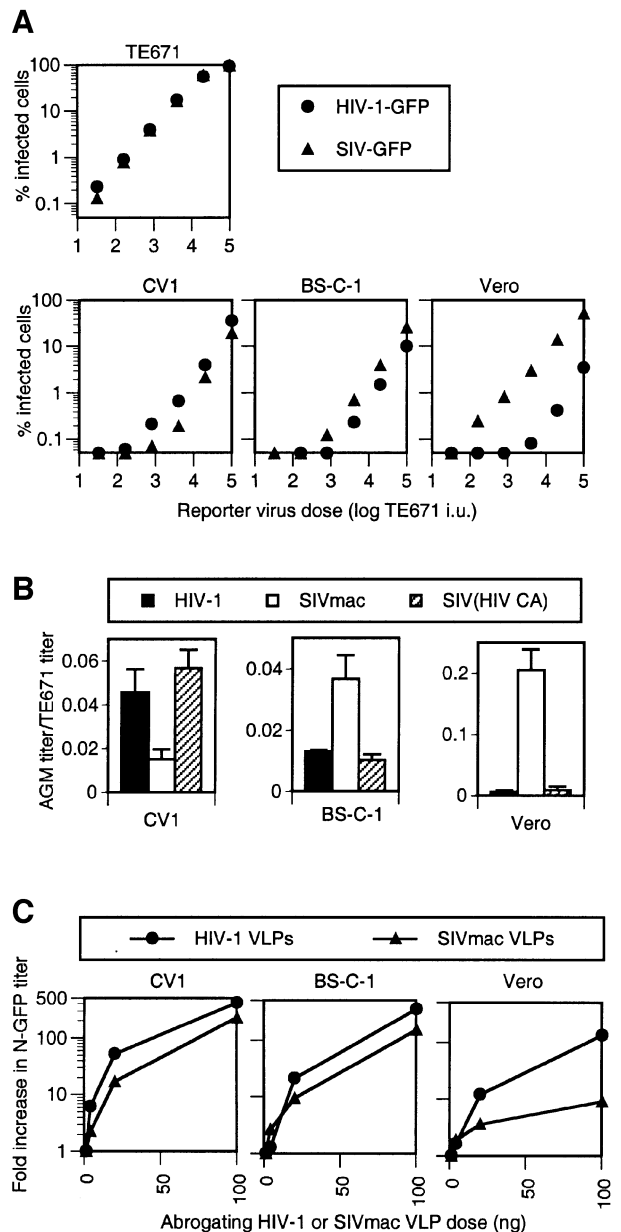 A
TE671
100
10
1
0.1
% infected cells
1 2 3 4 5
HIV-1-GFP
SIV-GFP
CV1 BS-C-1 Vero
100
10
1
0.1
% infected cells
1 2 3 4 5 1 2 3 4 5 1 2 3 4 5
Reporter virus dose (log TE671 i.u.)
B
HIV-1 SIVmac SIV(HIV CA)
AGM titer/TE671 titer
0.06
0.04
0.02
0
CV1
0.04
0.02
0
BS-C-1
0.2
0.1
0
Vero
C
HIV-1 VLPs SIVmac VLPs
CV1 BS-C-1 Vero
Fold increase in N-GFP titer
500
100
10
1
0 50 100 0 50 100 0 50 100
Abrogating HIV-1 or SIVmac VLP dose (ng)